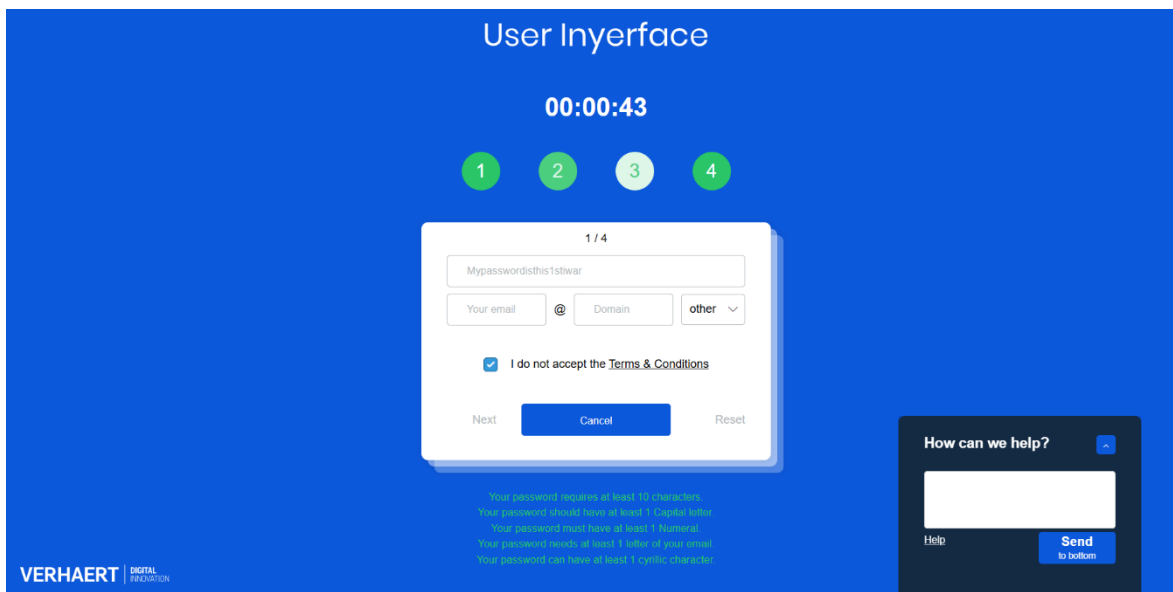 User Inyerface
00:00:43
1 2 3 4
1 / 4
Mypasswordisthis1stiwar
Your email @ Domain other
I do not accept the Terms & Conditions
Next Cancel Reset
Your password requires at least 10 characters.
Your password should have at least 1 Capital letter.
Your password must have at least 1 Numeral.
Your password needs at least 1 letter of your email.
Your password can have at least 1 cyrillic character.
How can we help?
Help
Send
to bottom
VERHAERT DIGITAL
INNOVATION